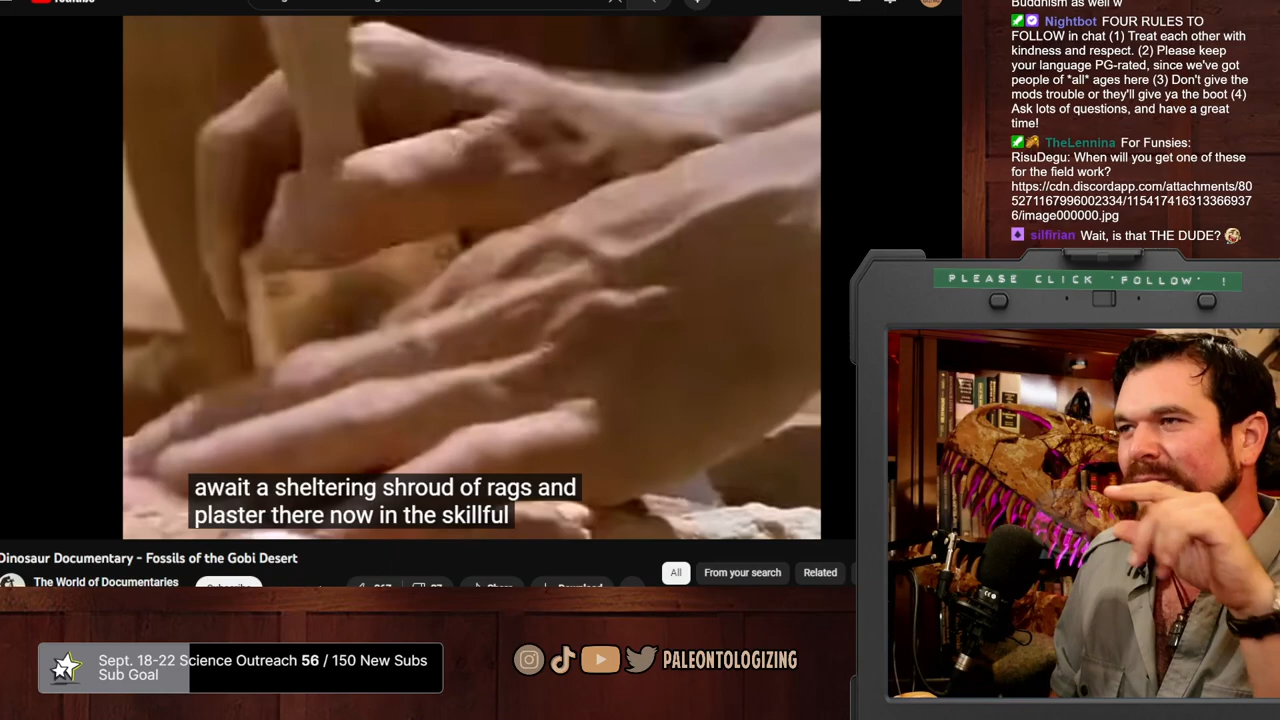 Buddhism as well w
Nightbot FOUR RULES TO
FOLLOW in chat (1) Treat each other with
kindness and respect. (2) Please keep
your language PG-rated, since we've got
people of *all* ages here (3) Don't give the
mods trouble or they'll give ya the boot (4)
Ask lots of questions, and have a great
time!
TheLennina For Funsies:
RisuDegu: When will you get one of these
for the field work?
https://cdn.discordapp.com/attachments/80
5271167996002334/115417416313366937
6/image000000.jpg
silfirian Wait, is that THE DUDE?
PLEASE CLICK "FOLLOW" !
await a sheltering shroud of rags and
plaster there now in the skillful
Dinosaur Documentary - Fossils of the Gobi Desert
The World of Documentaries
All From your search Related
Sept. 18-22 Science Outreach 56 / 150 New Subs
Sub Goal
PALEONTOLOGIZING